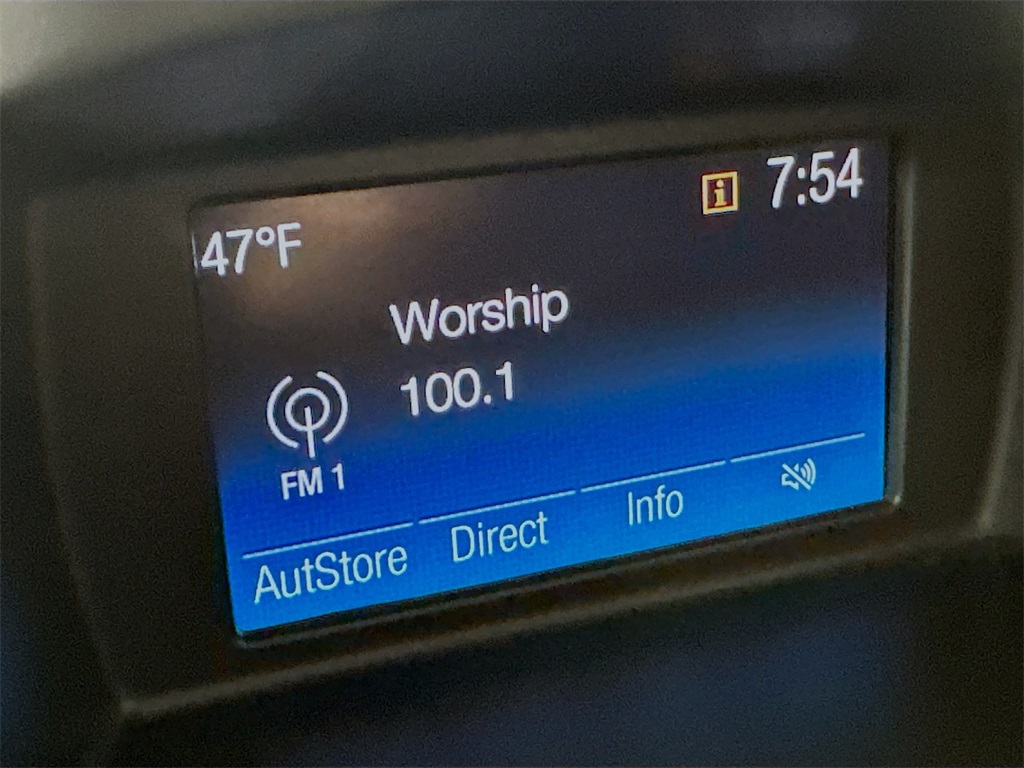 47°F
i 7:54
Worship
100.1
FM 1
AutStore Direct Info